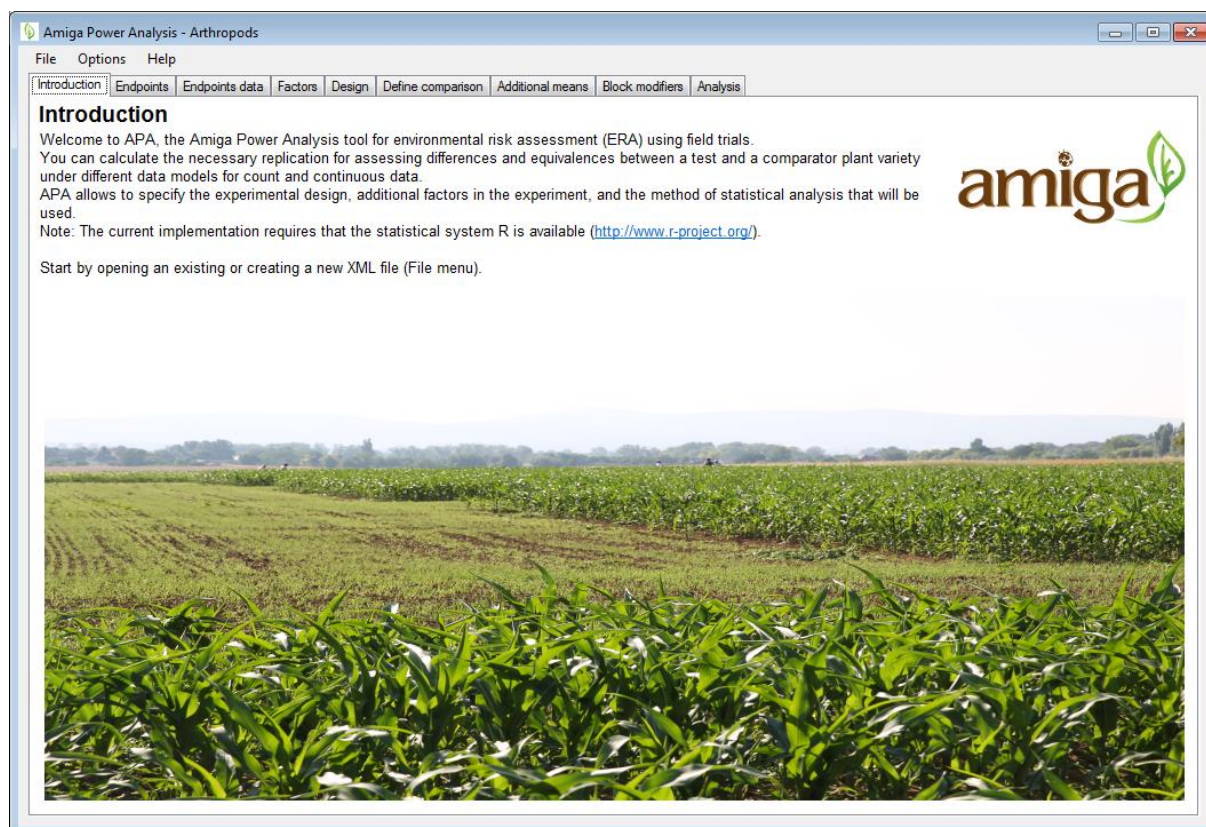 Amiga Power Analysis - Arthropods
File Options Help
Introduction Endpoints Endpoints data Factors Design Define comparison Additional means Block modifiers Analysis
Introduction
Welcome to APA, the Amiga Power Analysis tool for environmental risk assessment (ERA) using field trials.
You can calculate the necessary replication for assessing differences and equivalences between a test and a comparator plant variety
under different data models for count and continuous data.
APA allows to specify the experimental design, additional factors in the experiment, and the method of statistical analysis that will be
used.
Note: The current implementation requires that the statistical system R is available (http://www.r-project.org/).
Start by opening an existing or creating a new XML file (File menu).
amiga